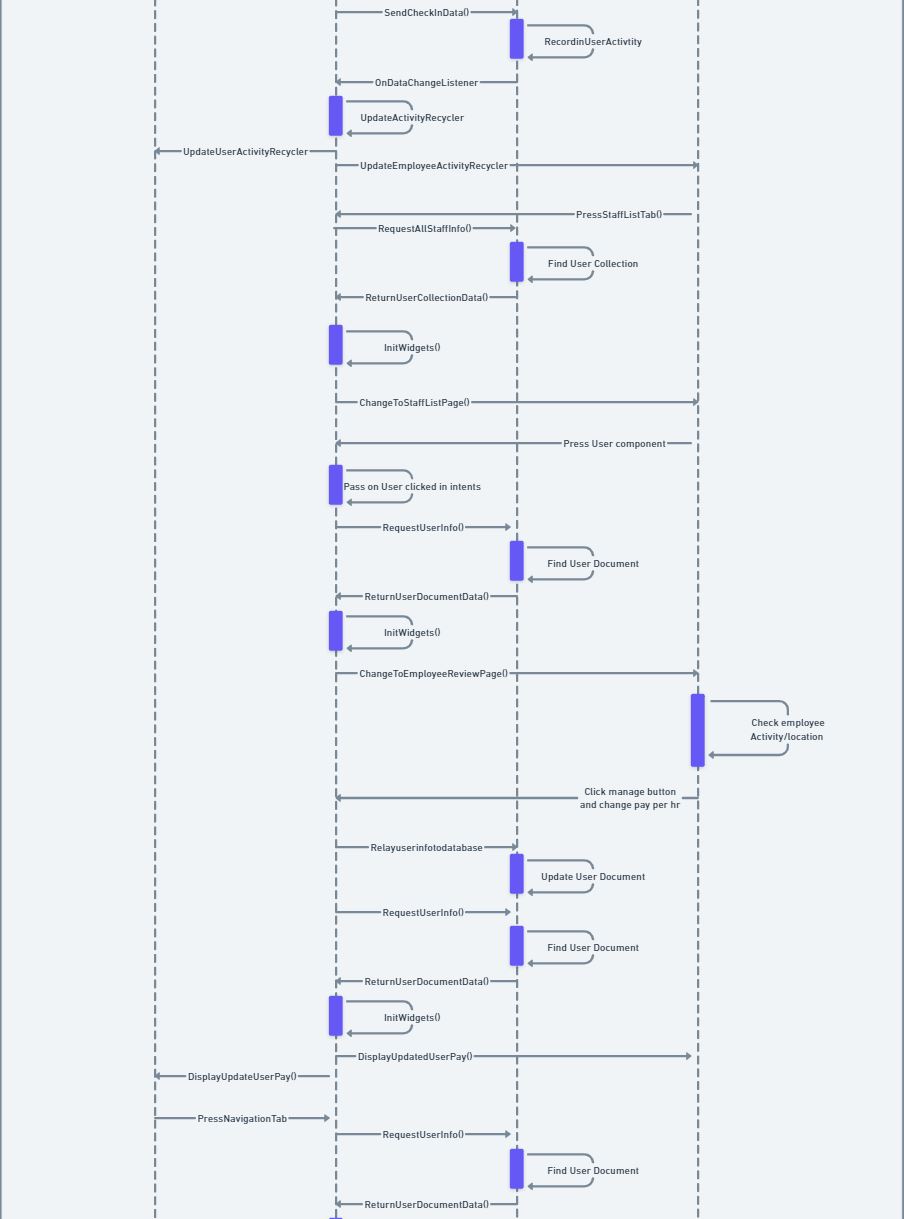 SendCheckInData()
RecordinUserActivtity
OnDataChangeListener
UpdateActivityRecycler
UpdateUserActivityRecycler
UpdateEmployeeActivityRecycler
PressStaffListTab()
RequestAllStaffInfo()
Find User Collection
ReturnUserCollectionData()
InitWidgets()
ChangeToStaffListPage()
Press User component
Pass on User clicked in intents
RequestUserInfo()
Find User Document
ReturnUserDocumentData()
InitWidgets()
ChangeToEmployeeReviewPage()
Check employee
Activity/location
Click manage button
and change pay per hr
Relayuserinfotodatabase
Update User Document
RequestUserInfo()
Find User Document
ReturnUserDocumentData()
InitWidgets()
DisplayUpdatedUserPay()
DisplayUpdateUserPay()
PressNavigationTab
RequestUserInfo()
Find User Document
ReturnUserDocumentData()